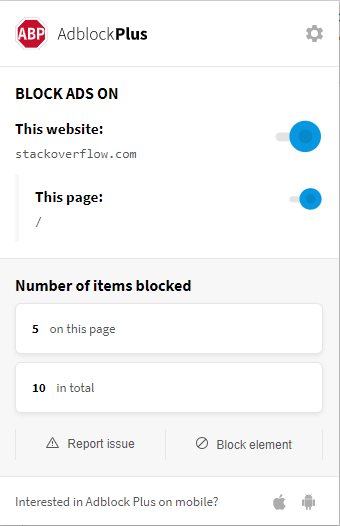 ABP AdblockPlus
BLOCK ADS ON
This website:
stackoverflow.com
This page:
/
Number of items blocked
5 on this page
10 in total
Report issue
Block element
Interested in Adblock Plus on mobile?